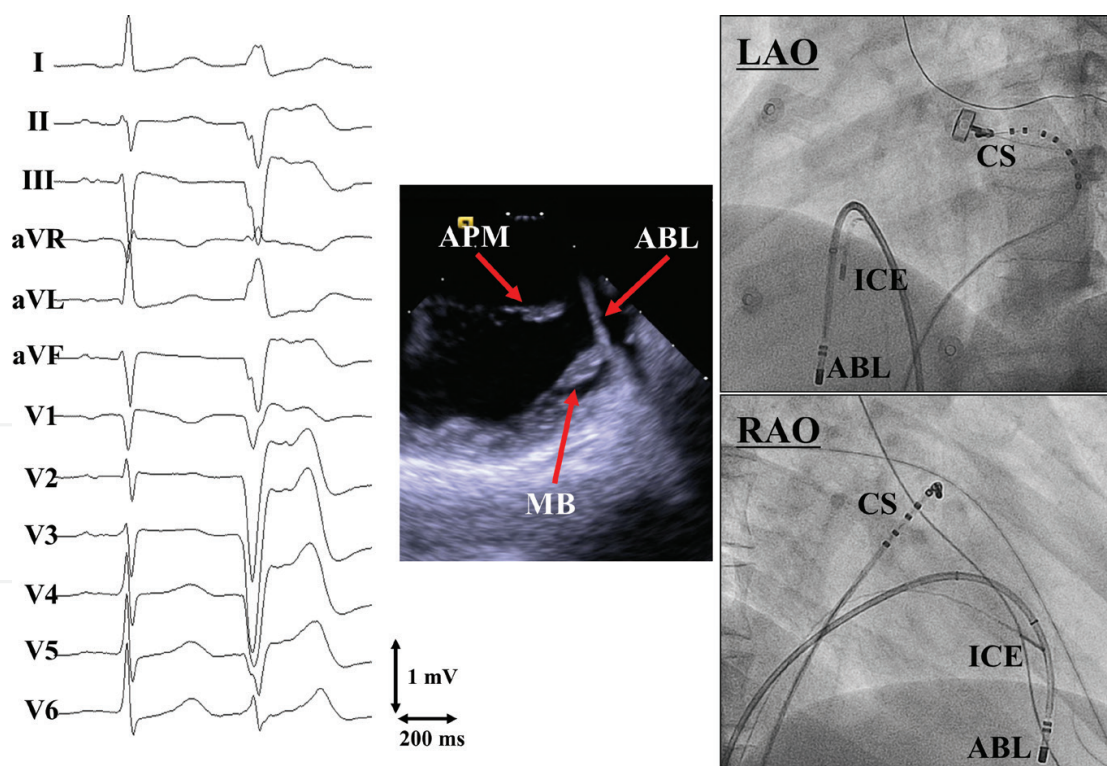 I
II
III
aVR
aVL
aVF
V1
V2
V3
V4
V5
V6
1 mV
200 ms
APM
ABL
MB
LAO
CS
ICE
ABL
RAO
CS
ICE
ABL